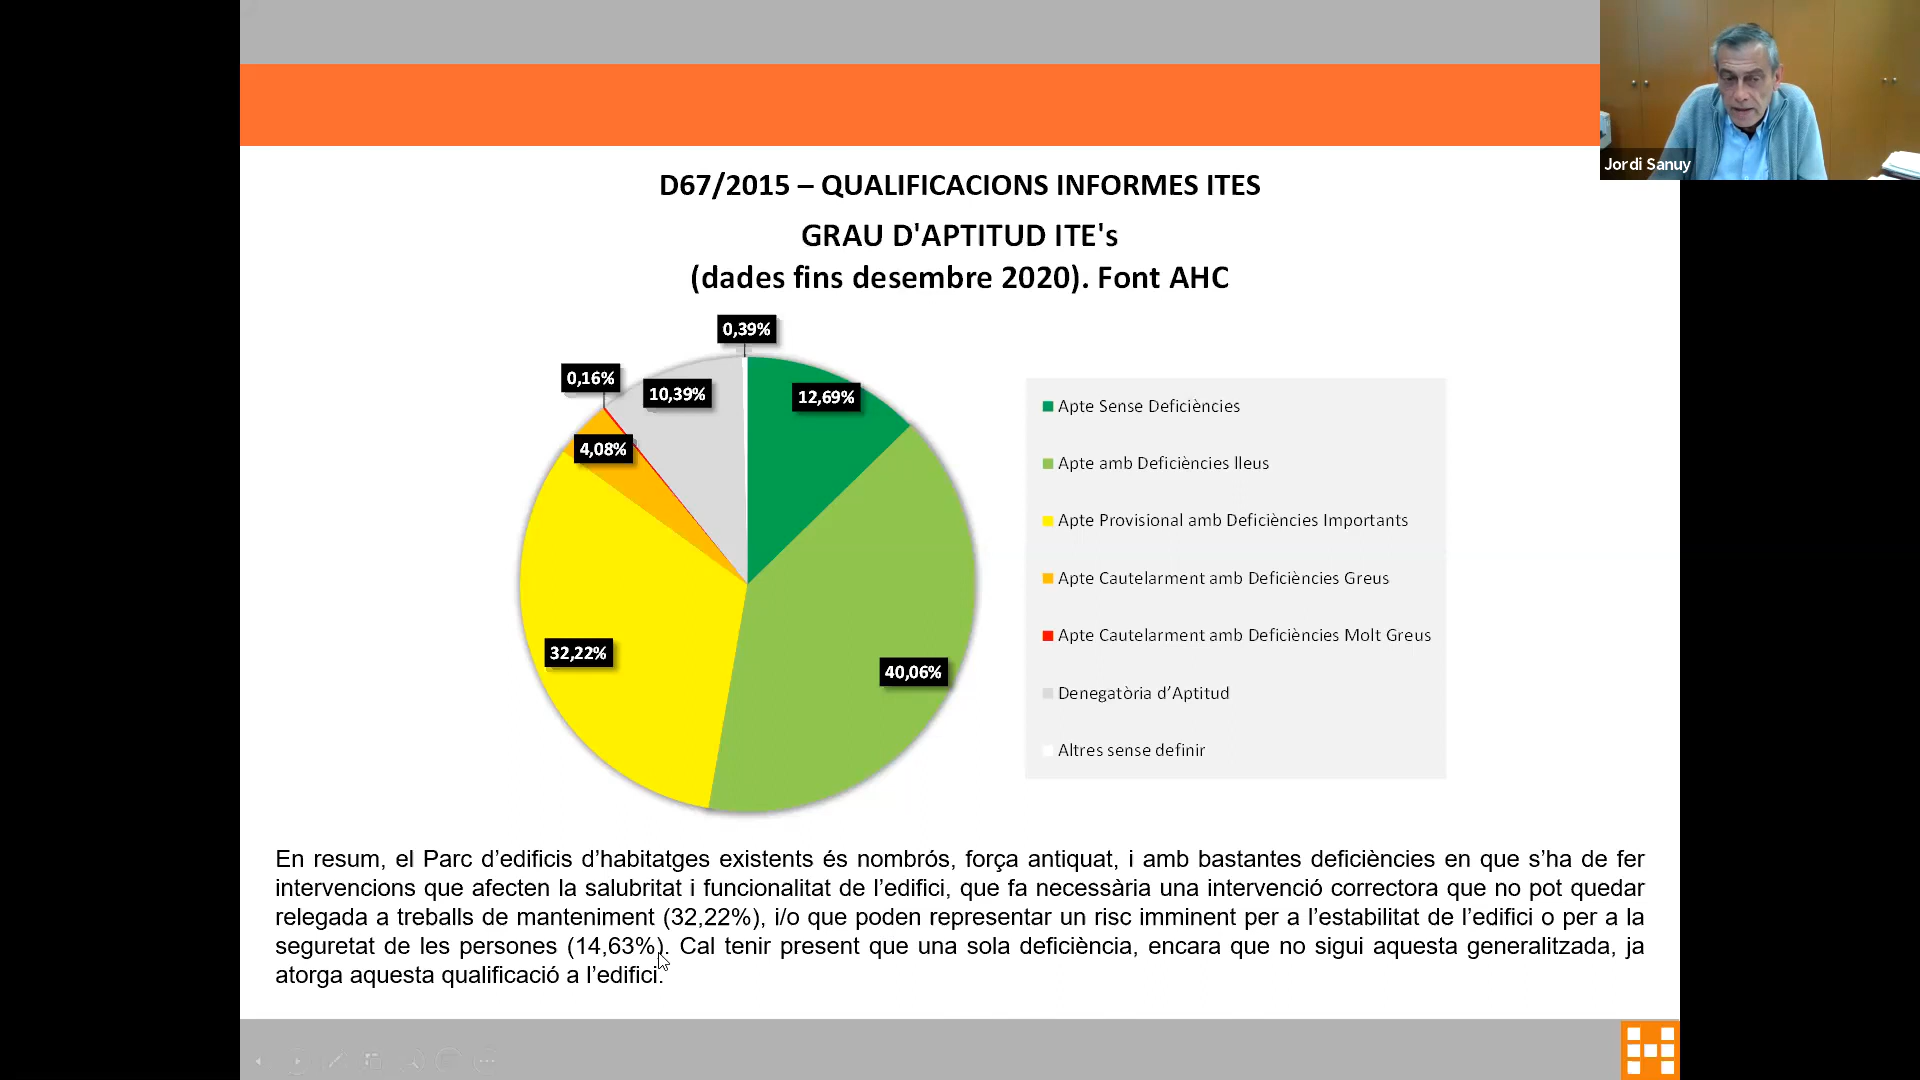 Jordi Sanuy
D67/2015 – QUALIFICACIONS INFORMES ITES
GRAU D'APTITUD ITE's
(dades fins desembre 2020). Font AHC
0,39%
0,16%
10,39%
12,69%
4,08%
32,22%
40,06%
Apte Sense Deficiències
Apte amb Deficiències lleus
Apte Provisional amb Deficiències Importants
Apte Cautelarment amb Deficiències Greus
Apte Cautelarment amb Deficiències Molt Greus
Denegatòria d’Aptitud
Altres sense definir
En resum, el Parc d’edificis d’habitatges existents és nombrós, força antiquat, i amb bastantes deficiències en que s’ha de fer
intervencions que afecten la salubritat i funcionalitat de l’edifici, que fa necessària una intervenció correctora que no pot quedar
relegada a treballs de manteniment (32,22%), i/o que poden representar un risc imminent per a l’estabilitat de l’edifici o per a la
seguretat de les persones (14,63%). Cal tenir present que una sola deficiència, encara que no sigui aquesta generalitzada, ja
atorga aquesta qualificació a l’edifici.